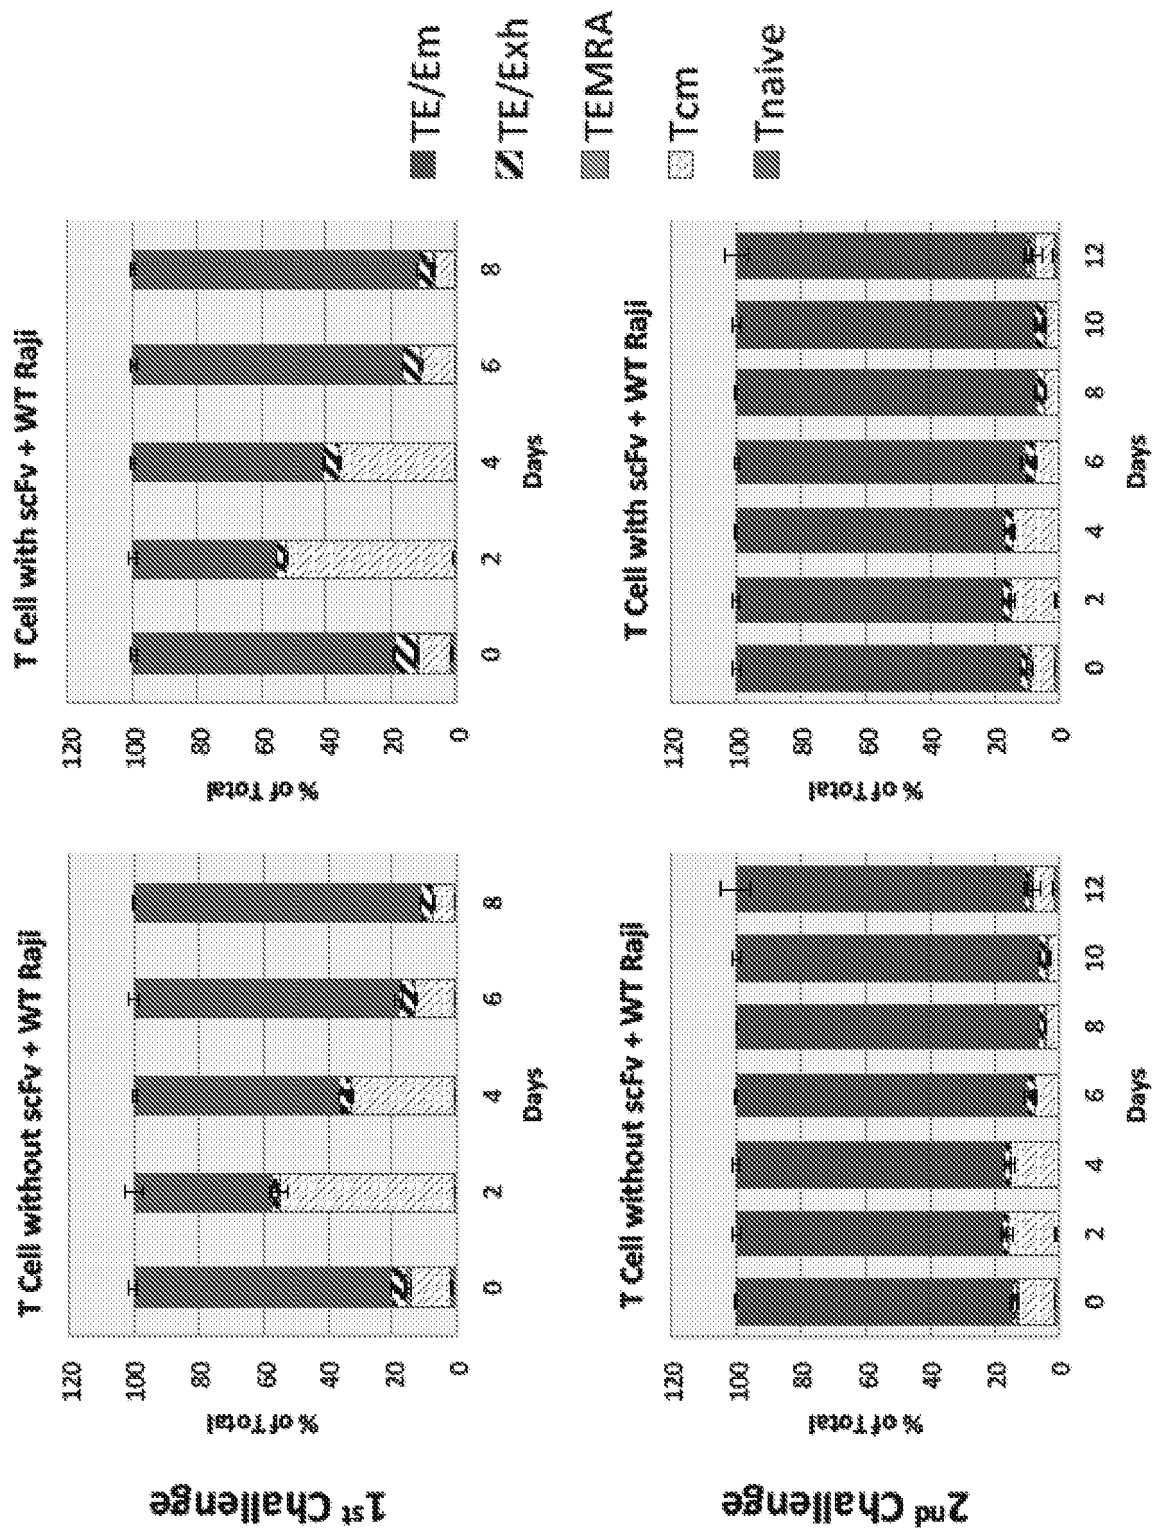 T Cell without scFv + WT Raji
1st Challenge
% of Total
120
100
80
60
40
20
0
0 2 4 6 8
Days
T Cell with scFv + WT Raji
% of Total
120
100
80
60
40
20
0
0 2 4 6 8
Days
T Cell without scFv + WT Raji
2nd Challenge
% of Total
120
100
80
60
40
20
0
0 2 4 6 8 10 12
Days
T Cell with scFv + WT Raji
% of Total
120
100
80
60
40
20
0
0 2 4 6 8 10 12
Days
TE/Em
TE/Exh
TEMRA
Tcm
Tnaive